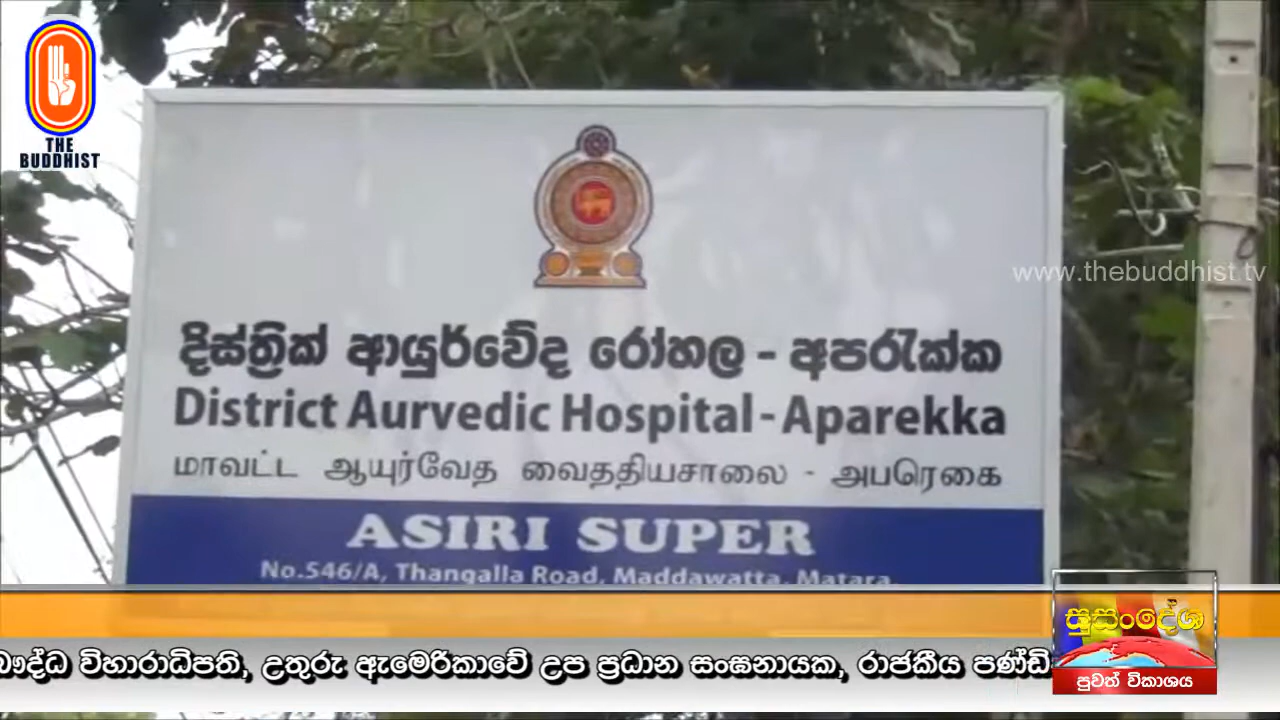 THE
BUDDHIST
www.thebuddhist.tv
දිස්ත්‍රික් ආයුර්වේද රෝහල - අපරැක්ක
District Aurvedic Hospital - Aparekka
மாவட்ட ஆயுர்வேத வைததியசாலை - அபரெகை
ASIRI SUPER
No.546/A, Thangalla Road, Maddawatta, Matara.
සුසංදේශ
විහාරාධිපති, උතුරු ඇමෙරිකාවේ උප ප්‍රධාන සංඝනායක, රාජකීය
පුවත් විකාශය